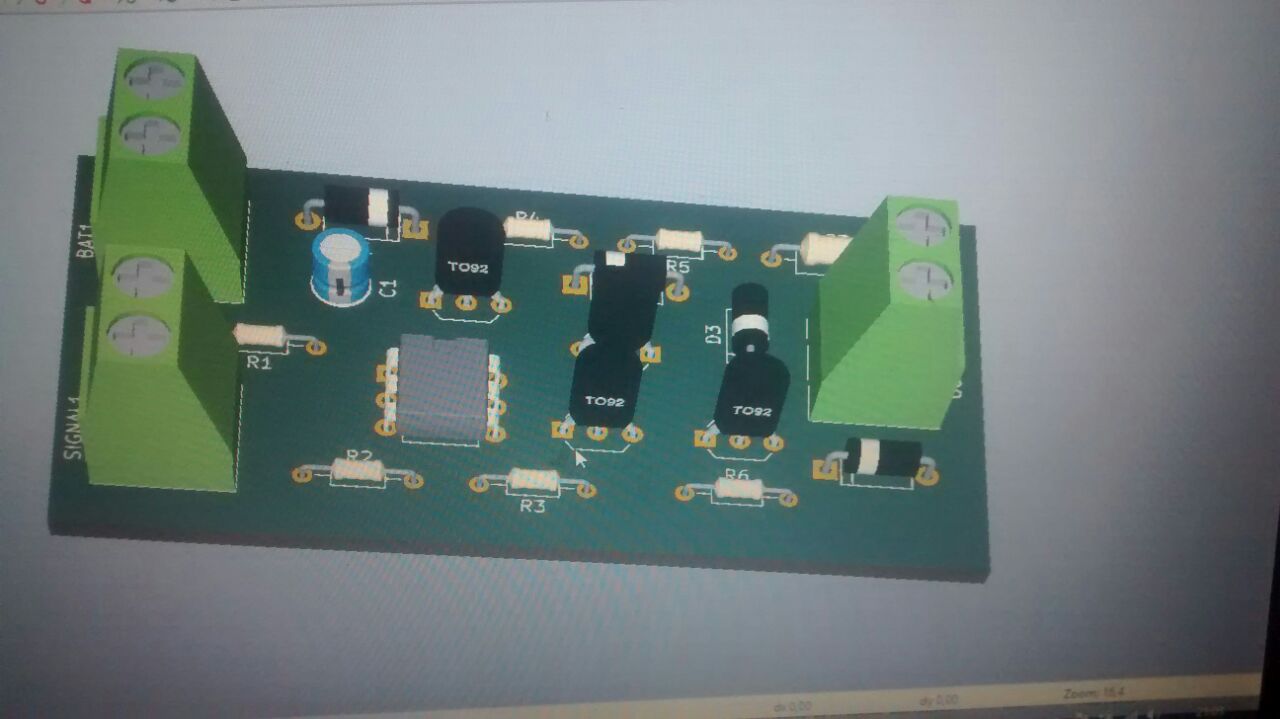 BAT1
R4
TO92
R5
C1
D3
R1
SIGNAL1
TO92
TO92
R2
R3
R6
dx 0,00
dy 0,00
Zoom: 16,4